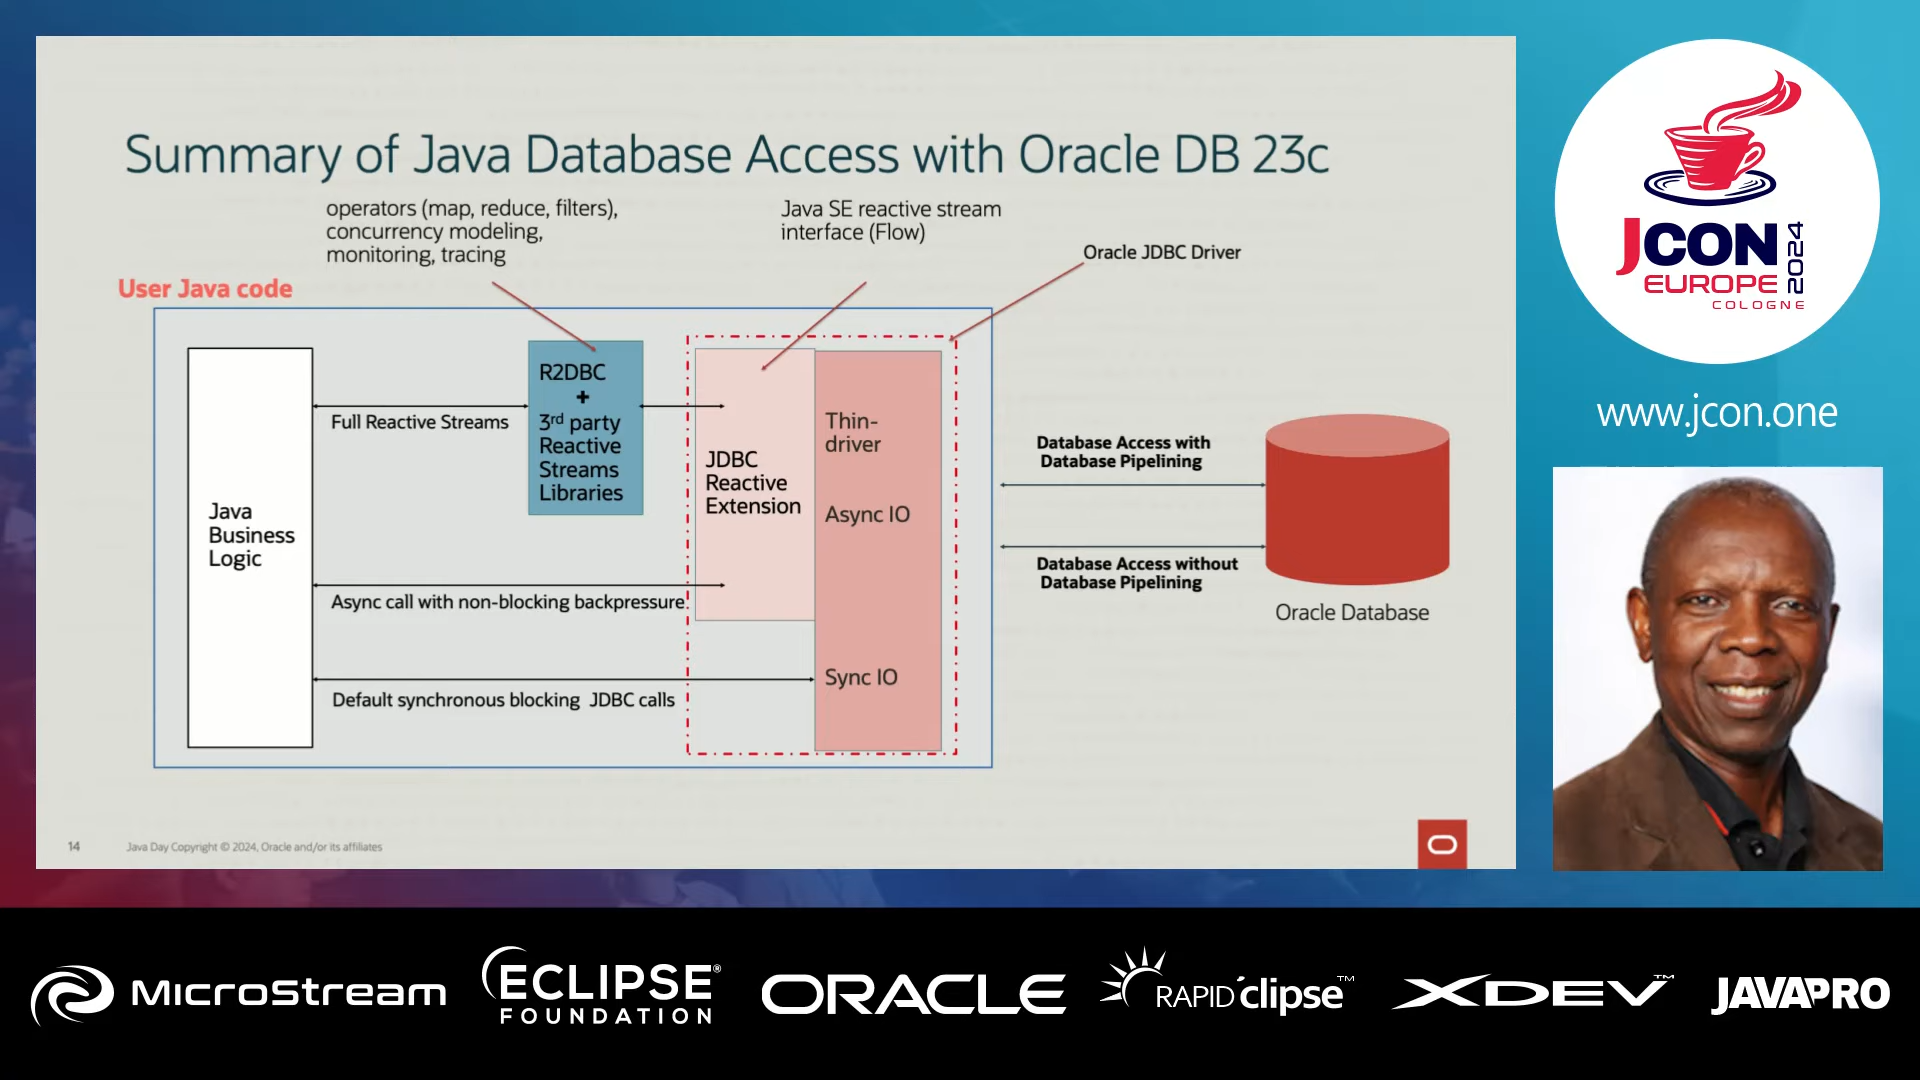 Summary of Java Database Access with Oracle DB 23c
operators (map, reduce, filters),
concurrency modeling,
monitoring, tracing
Java SE reactive stream
interface (Flow)
Oracle JDBC Driver
User Java code
Java
Business
Logic
Full Reactive Streams
R2DBC
+
3rd party
Reactive
Streams
Libraries
JDBC
Reactive
Extension
Thin-
driver
Async IO
Sync IO
Async call with non-blocking backpressure.
Default synchronous blocking JDBC calls
Database Access with
Database Pipelining
Database Access without
Database Pipelining
Oracle Database
14
Java Day Copyright © 2024, Oracle and/or its affiliates
JCON
EUROPE
2024
COLOGNE
www.jcon.one
MicroStream
ECLIPSE®
FOUNDATION
ORACLE
RAPID'clipse™
XDEV™
JAVAPRO